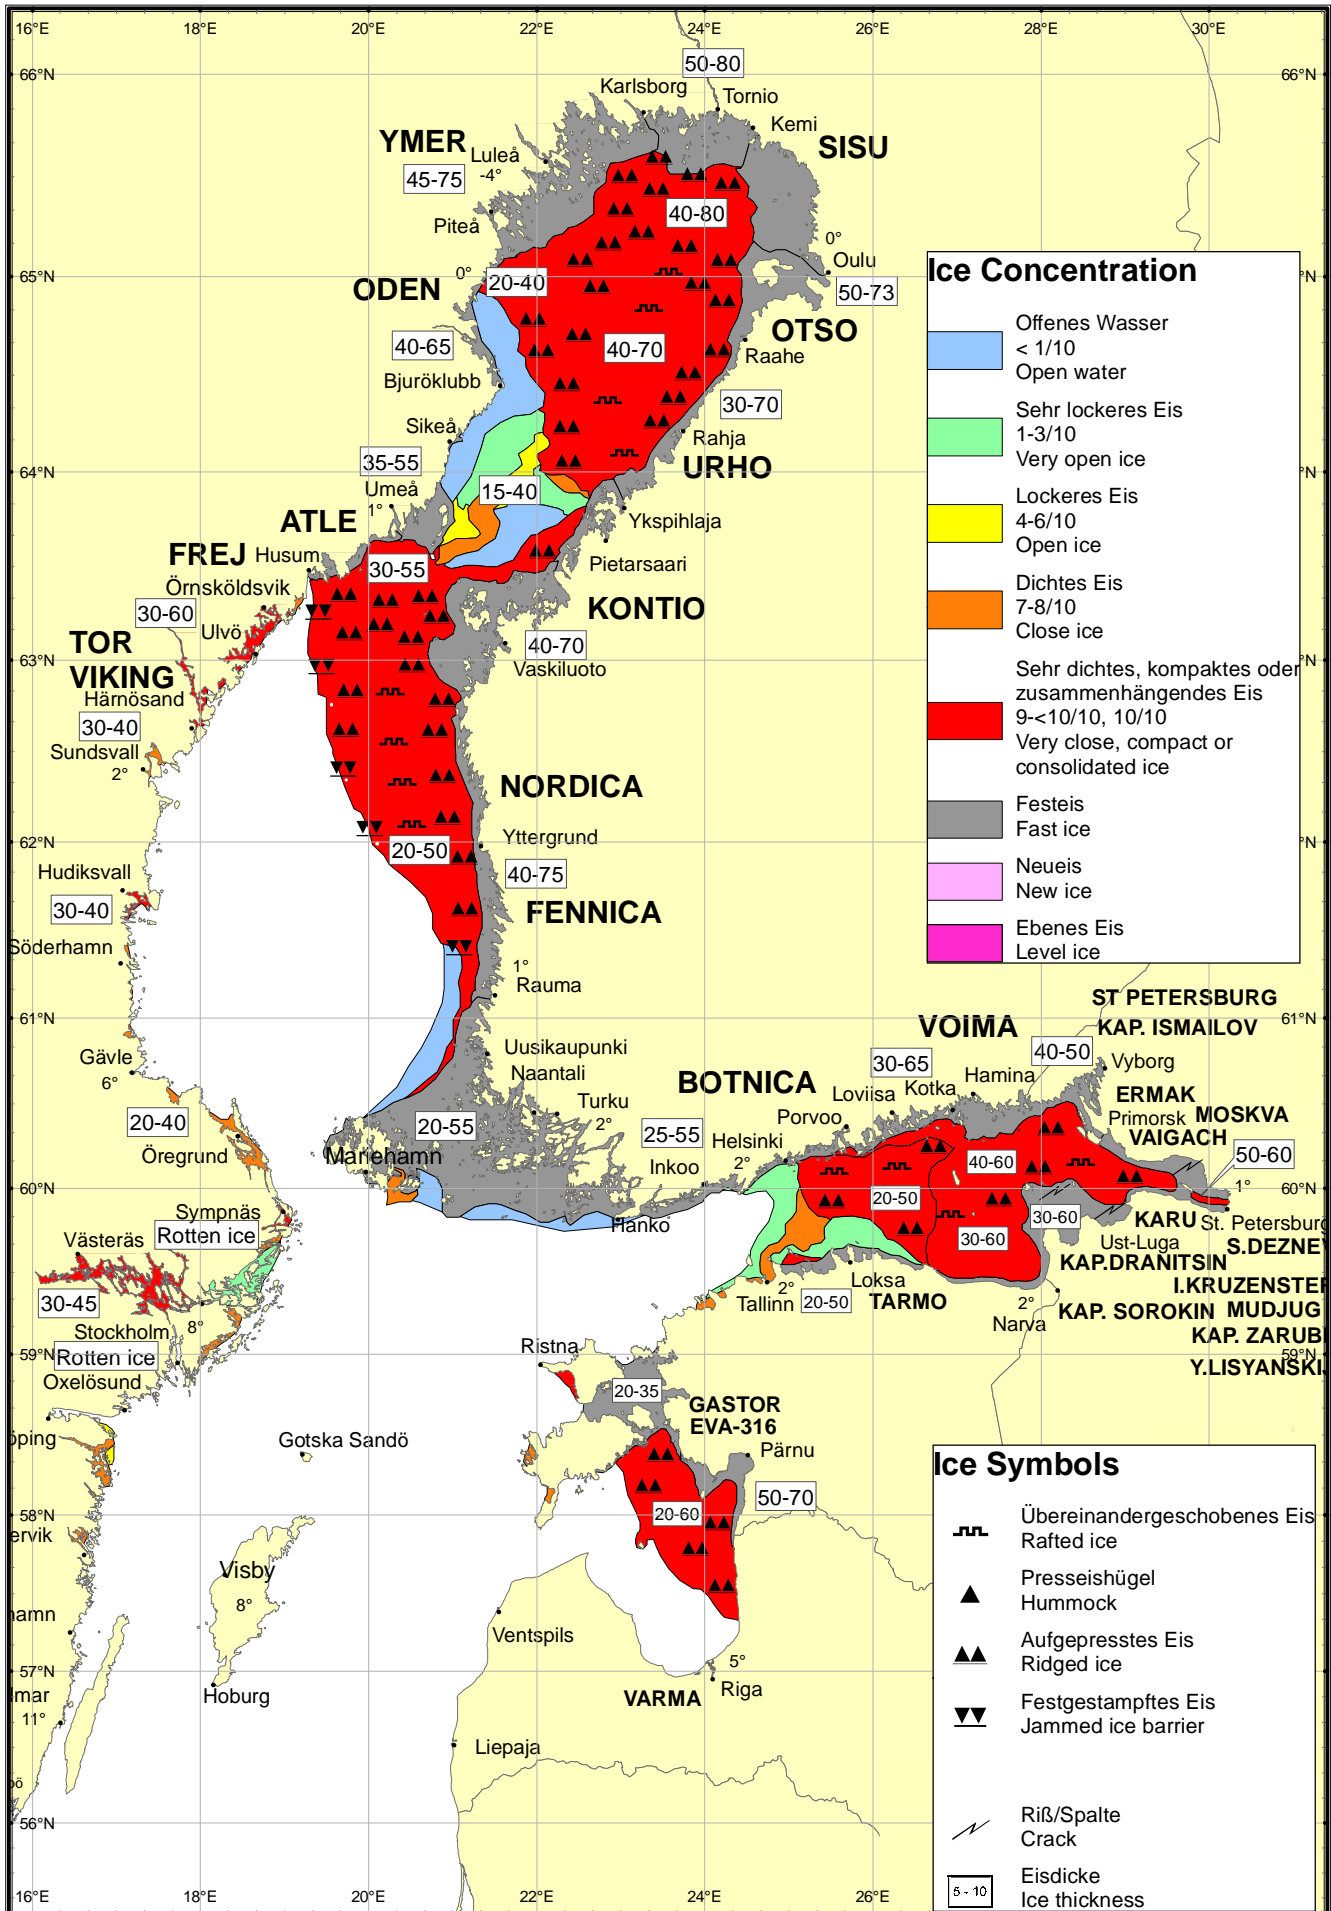 16°E
18°E
20°E
22°E
24°E
26°E
28°E
30°E
50-80
66°N
66°N
Karlsborg
Tornio
Kemi
YMER
SISU
Luleå
-4°
45-75
40-80
Piteå
0°
Oulu
65°N
0°
20-40
ODEN
50-73
OTSO
40-65
40-70
Raahe
Bjuröklubb
30-70
Sikeå
Rahja
35-55
64°N
URHO
Umeå
15-40
1°
ATLE
Ykspihlaja
FREJ
Husum
30-55
Pietarsaari
Örnsköldsvik
30-60
KONTIO
Ulvö
TOR
40-70
63°N
VIKING
Vaskiluoto
Härnösand
30-40
Sundsvall
2°
NORDICA
62°N
Yttergrund
20-50
Hudiksvall
40-75
30-40
FENNICA
Söderhamn
1°
Rauma
61°N
Gävle
6°
Uusikaupunki
Naantali
Turku
2°
20-40
20-55
Öregrund
Mariehamn
25-55
BOTNICA
Helsinki
2°
Inkoo
Porvoo
Loviisa
30-65
Kotka
VOIMA
Hamina
40-50
ST PETERSBURG
KAP. ISMAILOV
Vyborg
ERMAK
Primorsk
MOSKVA
VAIGACH
50-60
40-60
1°
60°N
60°N
20-50
Sympnäs
Rotten ice
Hanko
30-60
30-60
KARU
St. Petersburg
Ust-Luga
Västerås
KAP.DRANITSIN
Loksa
2°
Tallinn
20-50
TARMO
30-45
2°
Narva
KAP. SOROKIN
MUDJUG
Stockholm
8°
Ristna
Rotten ice
59°N
59°N
Oxelösund
20-35
GASTOR
EVA-316
Pärnu
Gotska Sandö
50-70
58°N
20-60
Visby
8°
Ventspils
57°N
5°
Riga
Hoburg
VARMA
11°
Liepaja
56°N
16°E
18°E
20°E
22°E
24°E
26°E
Ice Concentration
Offenes Wasser
< 1/10
Open water
Sehr lockeres Eis
1-3/10
Very open ice
Lockeres Eis
4-6/10
Open ice
Dichtes Eis
7-8/10
Close ice
Sehr dichtes, kompaktes oder
zusammenhängendes Eis
9-<10/10, 10/10
Very close, compact or
consolidated ice
Festeis
Fast ice
Neueis
New ice
Ebenes Eis
Level ice
Ice Symbols
Übereinandergeschobenes Eis
Rafted ice
Presseishügel
Hummock
Aufgepresstes Eis
Ridged ice
Festgestampftes Eis
Jammed ice barrier
Riß/Spalte
Crack
5 - 10
Eisdicke
Ice thickness